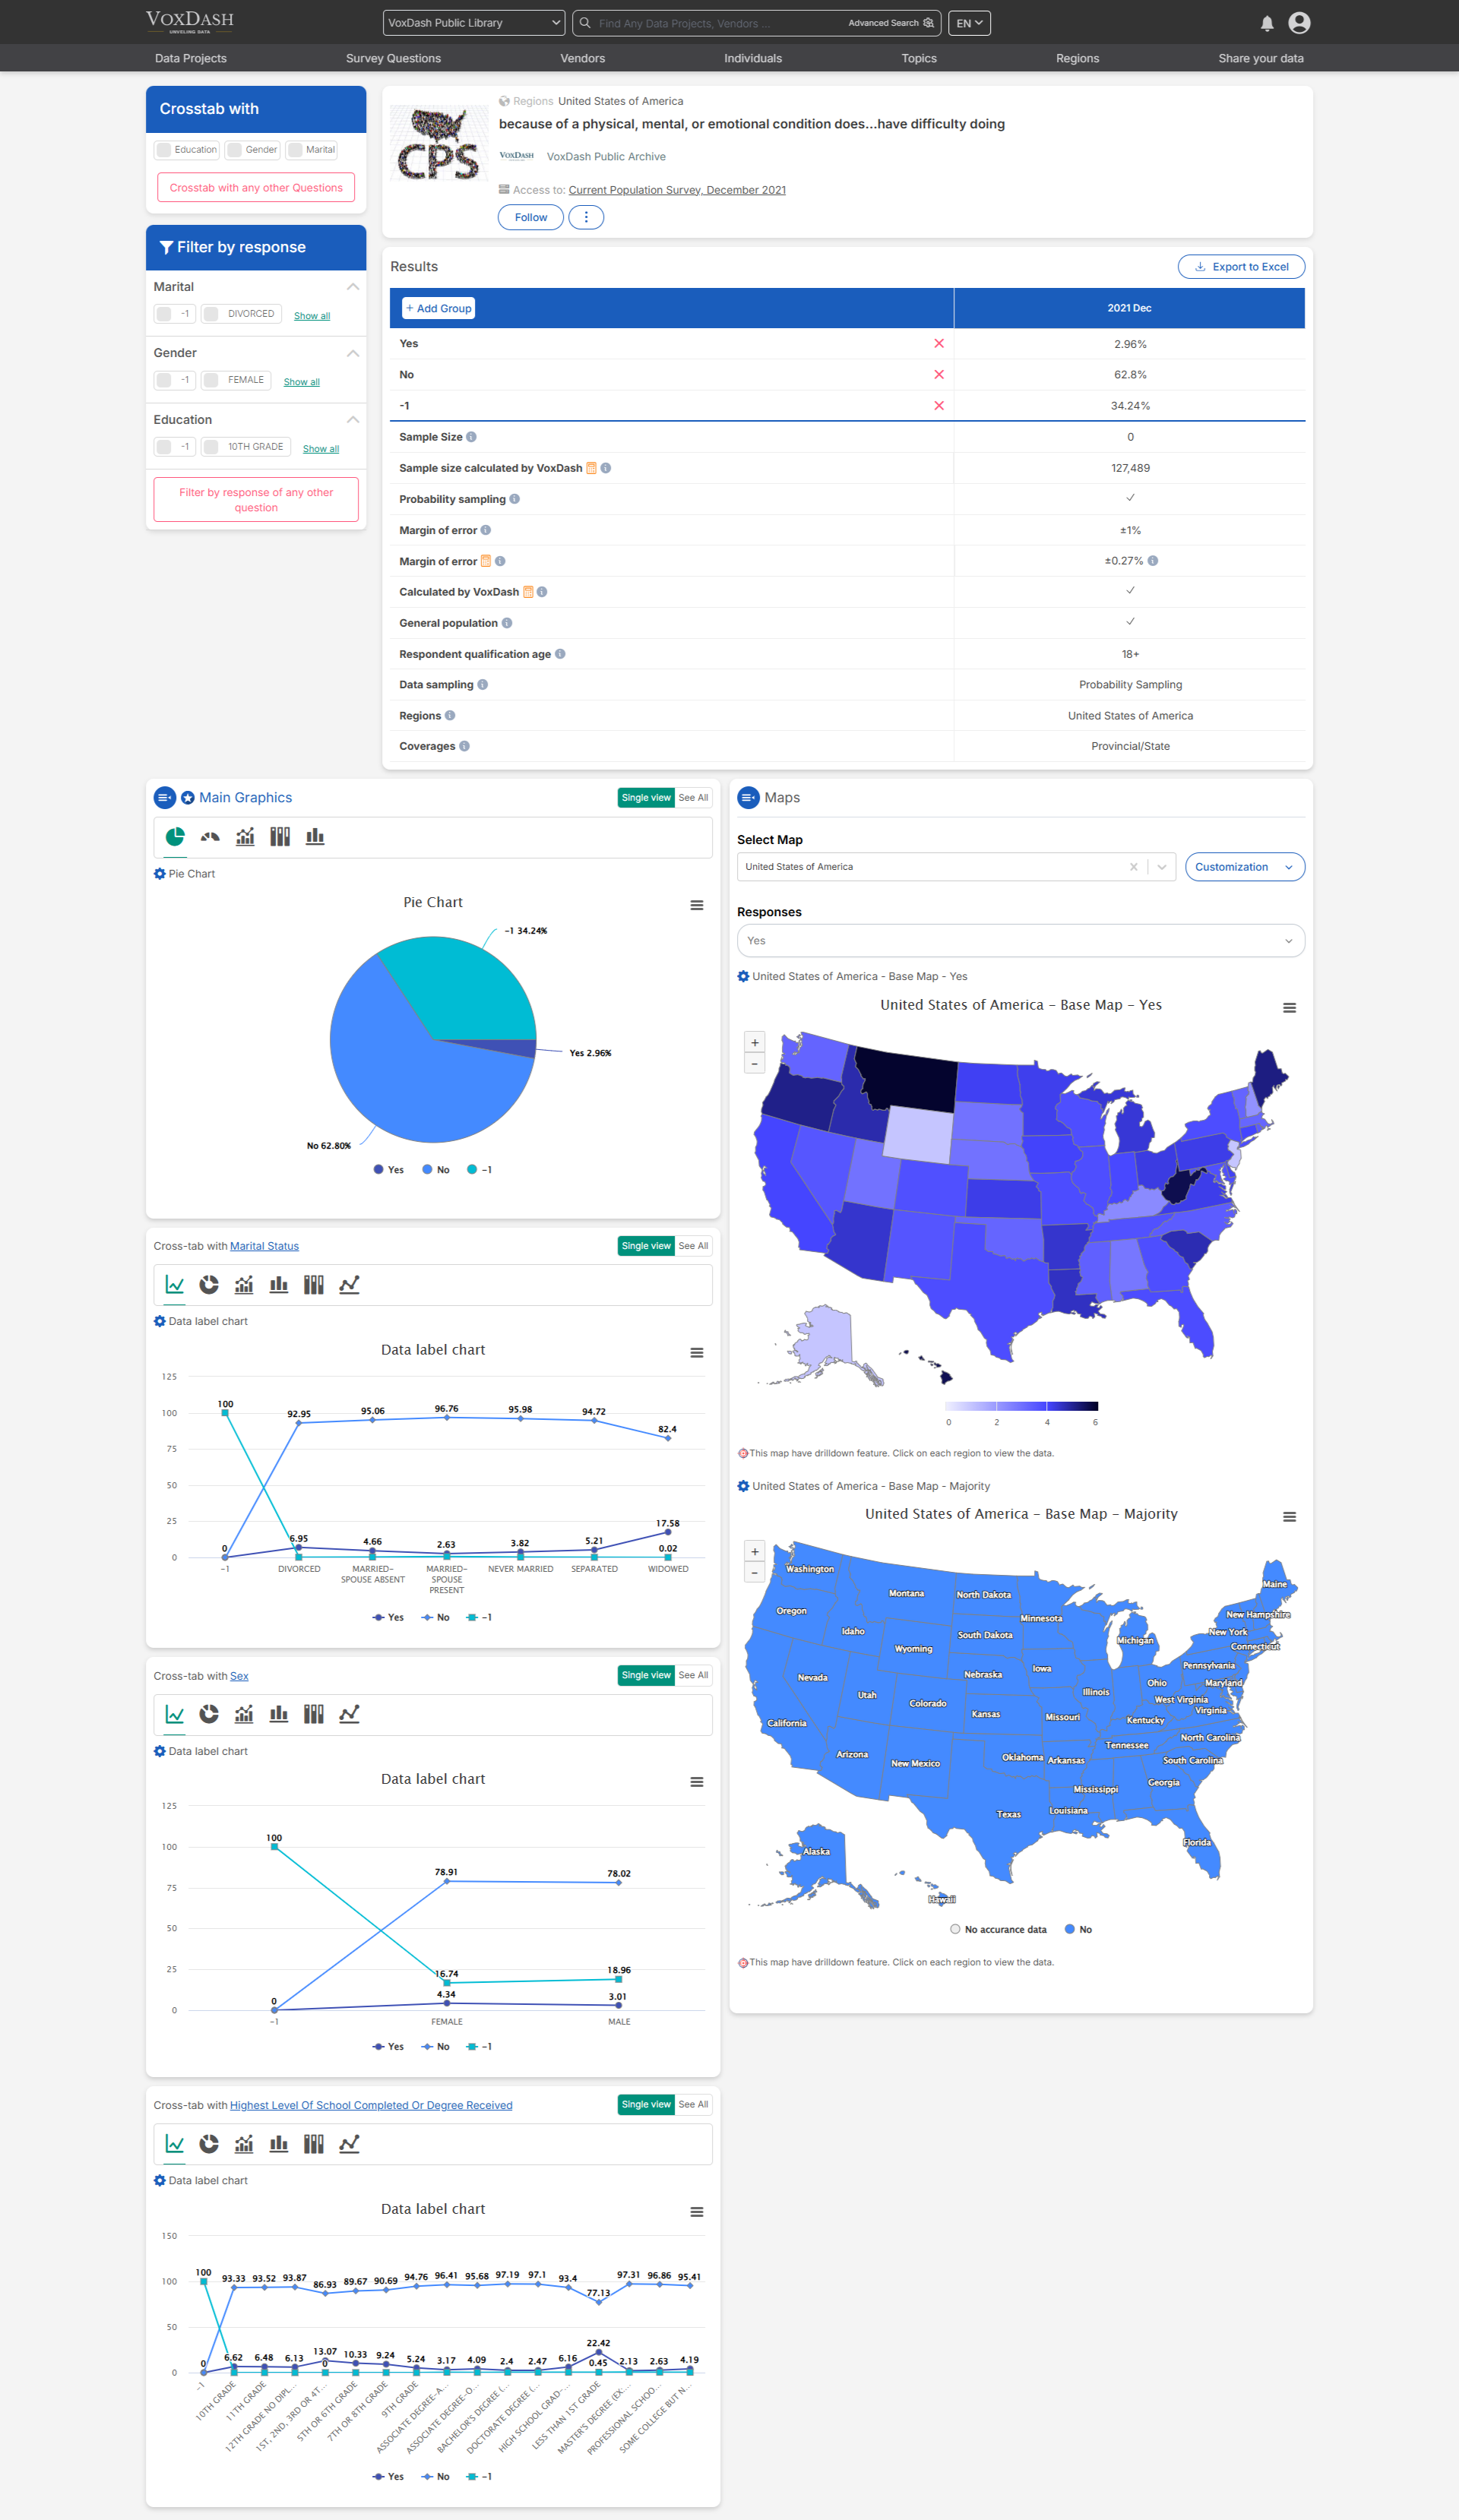 VOXDASH
UNVEILING DATA
VoxDash Public Library
Find Any Data Projects, Vendors ...
Advanced Search
EN
Data Projects
Survey Questions
Vendors
Individuals
Topics
Regions
Share your data
Crosstab with
Education
Gender
Marital
Crosstab with any other Questions
Filter by response
Marital
-1
DIVORCED
Show all
Gender
-1
FEMALE
Show all
Education
-1
10TH GRADE
Show all
Filter by response of any other
question
CPS
Regions United States of America
because of a physical, mental, or emotional condition does...have difficulty doing
VOXDASH
VoxDash Public Archive
Access to: Current Population Survey, December 2021
Follow
Results
Export to Excel
+ Add Group
2021 Dec
Yes
2.96%
No
62.8%
-1
34.24%
Sample Size
0
Sample size calculated by VoxDash
127,489
Probability sampling
Margin of error
±1%
Margin of error
±0.27%
Calculated by VoxDash
General population
Respondent qualification age
18+
Data sampling
Probability Sampling
Regions
United States of America
Coverages
Provincial/State
Main Graphics
Single view
See All
Pie Chart
Pie Chart
-1 34.24%
Yes 2.96%
No 62.80%
Yes
No
-1
Cross-tab with Marital Status
Single view
See All
Data label chart
Data label chart
125
100
75
50
25
0
100
92.95
95.06
96.76
95.98
94.72
82.4
0
6.95
4.66
2.63
3.82
5.21
17.58
0.02
-1
DIVORCED
MARRIED-
SPOUSE ABSENT
MARRIED-
SPOUSE
PRESENT
NEVER MARRIED
SEPARATED
WIDOWED
Yes
No
-1
Cross-tab with Sex
Single view
See All
Data label chart
Data label chart
125
100
75
50
25
0
100
78.91
78.02
16.74
18.96
0
4.34
3.01
-1
FEMALE
MALE
Yes
No
-1
Cross-tab with Highest Level Of School Completed Or Degree Received
Single view
See All
Data label chart
Data label chart
150
100
50
0
100
93.33
93.52
93.87
86.93
89.67
90.69
94.76
96.41
95.68
97.19
97.1
93.4
77.13
97.31
96.86
95.41
0
6.62
6.48
6.13
13.07
0
10.33
9.24
5.24
3.17
4.09
2.4
2.47
6.16
22.42
0.45
2.13
2.63
4.19
-1
10TH GRADE
11TH GRADE
12TH GRADE NO DIPL...
1ST, 2ND, 3RD OR 4T...
5TH OR 6TH GRADE
7TH OR 8TH GRADE
9TH GRADE
ASSOCIATE DEGREE-A...
ASSOCIATE DEGREE-O...
BACHELOR'S DEGREE (...
DOCTORATE DEGREE (...
HIGH SCHOOL GRAD-...
LESS THAN 1ST GRADE
MASTER'S DEGREE (EX...
PROFESSIONAL SCHOO...
SOME COLLEGE BUT N...
Yes
No
-1
Maps
Select Map
United States of America
Customization
Responses
Yes
United States of America - Base Map - Yes
United States of America - Base Map - Yes
+
-
0
2
4
6
This map have drilldown feature. Click on each region to view the data.
United States of America - Base Map - Majority
United States of America - Base Map - Majority
+
-
Washington
Montana
North Dakota
Maine
Oregon
Minnesota
New Hampshire
Idaho
South Dakota
New York
Michigan
Connecticut
Wyoming
Pennsylvania
Iowa
Nebraska
Nevada
Ohio
Maryland
Utah
Illinois
West Virginia
Colorado
Virginia
Kansas
Missouri
Kentucky
California
North Carolina
Tennessee
Arizona
Oklahoma
Arkansas
South Carolina
New Mexico
Georgia
Mississippi
Louisiana
Texas
Florida
Alaska
Hawaii
No accurance data
No
This map have drilldown feature. Click on each region to view the data.